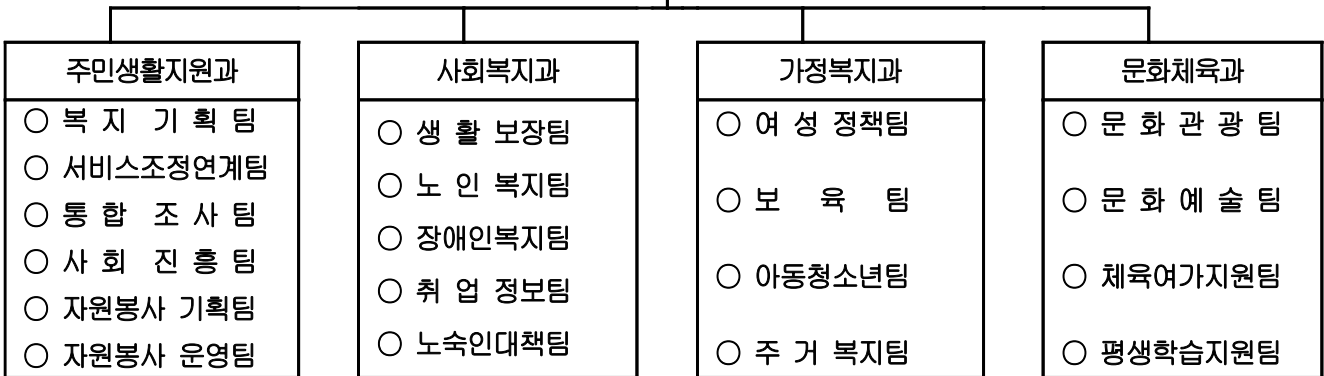 주민생활지원과
○ 복 지 기 획 팀
○ 서비스조정연계팀
○ 통 합 조 사 팀
○ 사 회 진 흥 팀
○ 자원봉사 기획팀
○ 자원봉사 운영팀
사회복지과
○ 생 활 보장팀
○ 노 인 복지팀
○ 장애인복지팀
○ 취 업 정보팀
○ 노숙인대책팀
가정복지과
○ 여 성 정책팀
○ 보 육 팀
○ 아동청소년팀
○ 주 거 복지팀
문화체육과
○ 문 화 관 광 팀
○ 문 화 예 술 팀
○ 체육여가지원팀
○ 평생학습지원팀